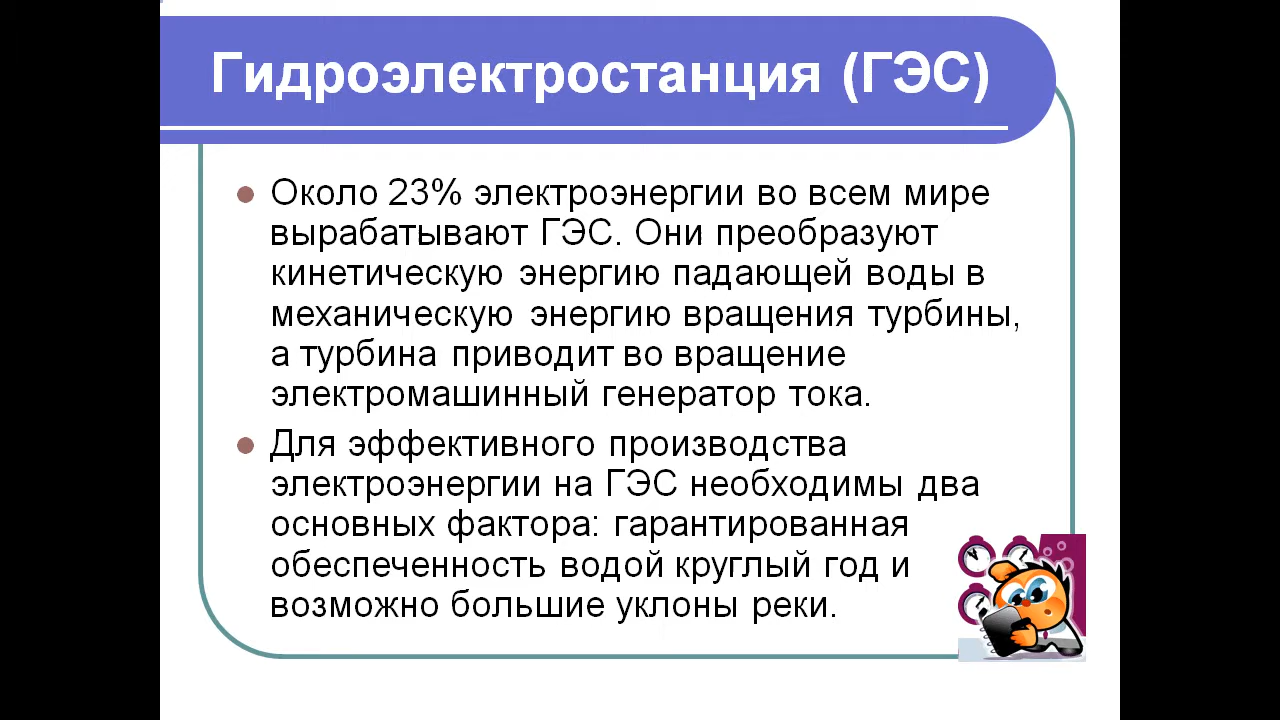 Гидроэлектростанция (ГЭС)
Около 23% электроэнергии во всем мире
вырабатывают ГЭС. Они преобразуют
кинетическую энергию падающей воды в
механическую энергию вращения турбины,
а турбина приводит во вращение
электромашинный генератор тока.
Для эффективного производства
электроэнергии на ГЭС необходимы два
основных фактора: гарантированная
обеспеченность водой круглый год и
возможно большие уклоны реки.